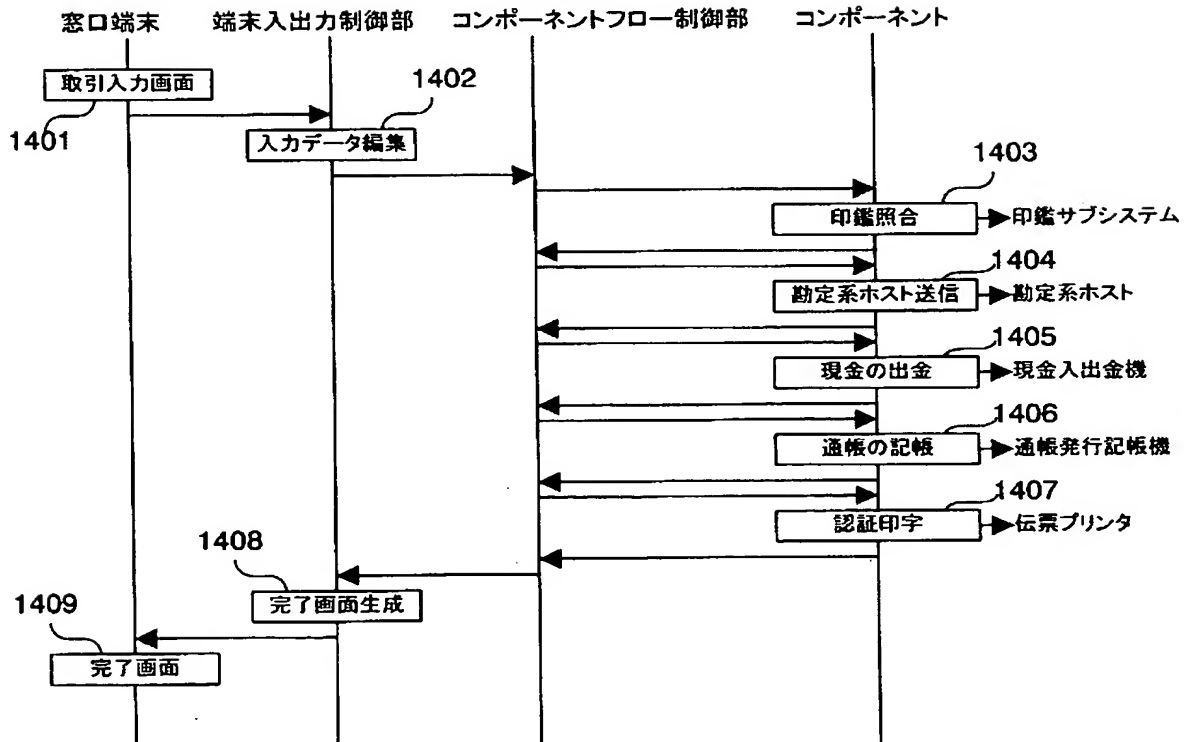 窓口端末
端末入出力制御部
コンポーネントフロー制御部
コンポーネント
取引入力画面
1401
1402
入力データ編集
1403
印鑑照合
印鑑サブシステム
1404
勘定系ホスト送信
勘定系ホスト
1405
現金の出金
現金入出金機
1406
通帳の記帳
通帳発行記帳機
1407
認証印字
伝票プリンタ
1408
完了画面生成
1409
完了画面